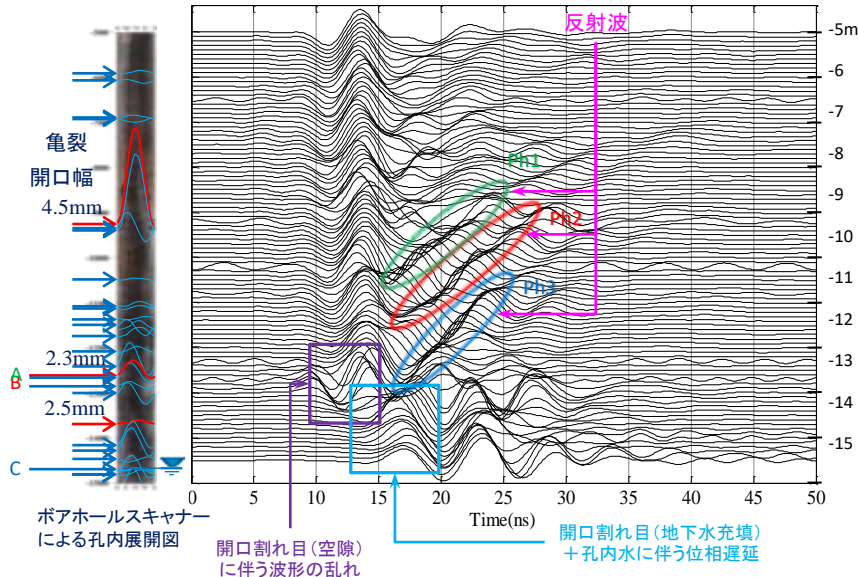 反射波
-5m
-6
-7
-8
-9
-10
-11
-12
-13
-14
-15
Ph1
Ph2
Ph3
亀裂
開口幅
4.5mm
2.3mm
A
B
2.5mm
C
0
5
10
15
20
25
30
35
40
45
50
Time(ns)
ボアホールスキャナー
による孔内展開図
開口割れ目(空隙)
に伴う波形の乱れ
開口割れ目(地下水充填)
+孔内水に伴う位相遅延